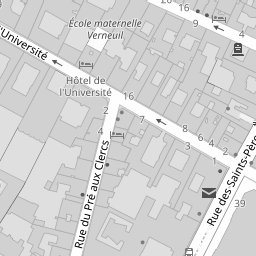 20
École maternelle
Verneuil
16
l'Université
Hôtel de
l'Université
16
2
4
7
8
6
4
2
3
1
Rue du Pré aux Clercs
Rue des Saints-Pères
39